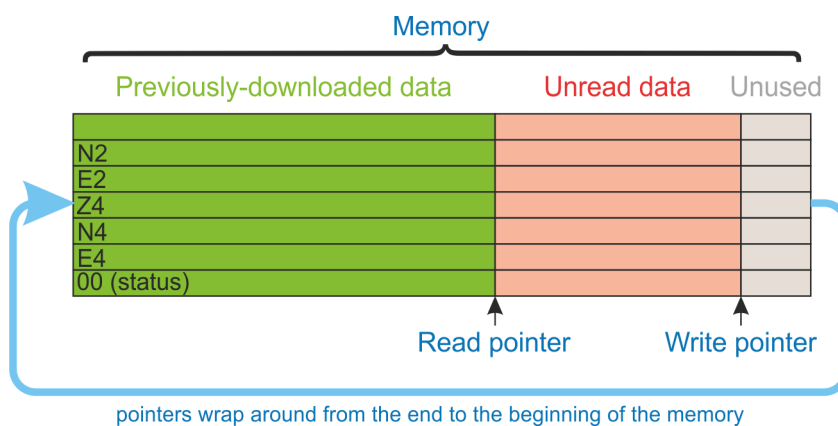 Memory
Previously-downloaded data Unread data Unused
N2
E2
Z4
N4
E4
00 (status)
Read pointer Write pointer
pointers wrap around from the end to the beginning of the memory